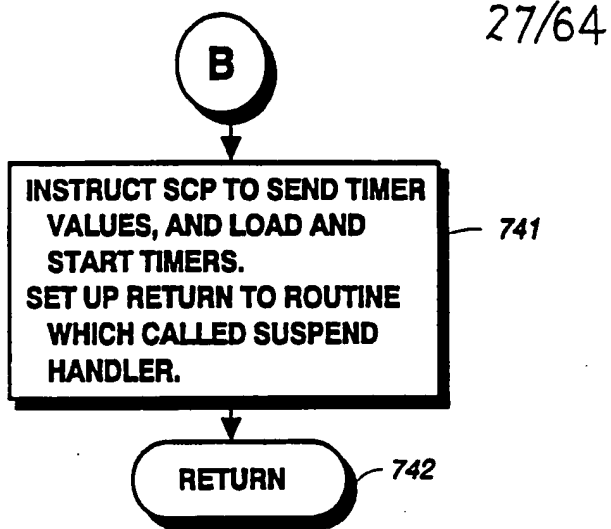 27/64
B
INSTRUCT SCP TO SEND TIMER
VALUES, AND LOAD AND
START TIMERS.
SET UP RETURN TO ROUTINE
WHICH CALLED SUSPEND
HANDLER.
741
RETURN
742